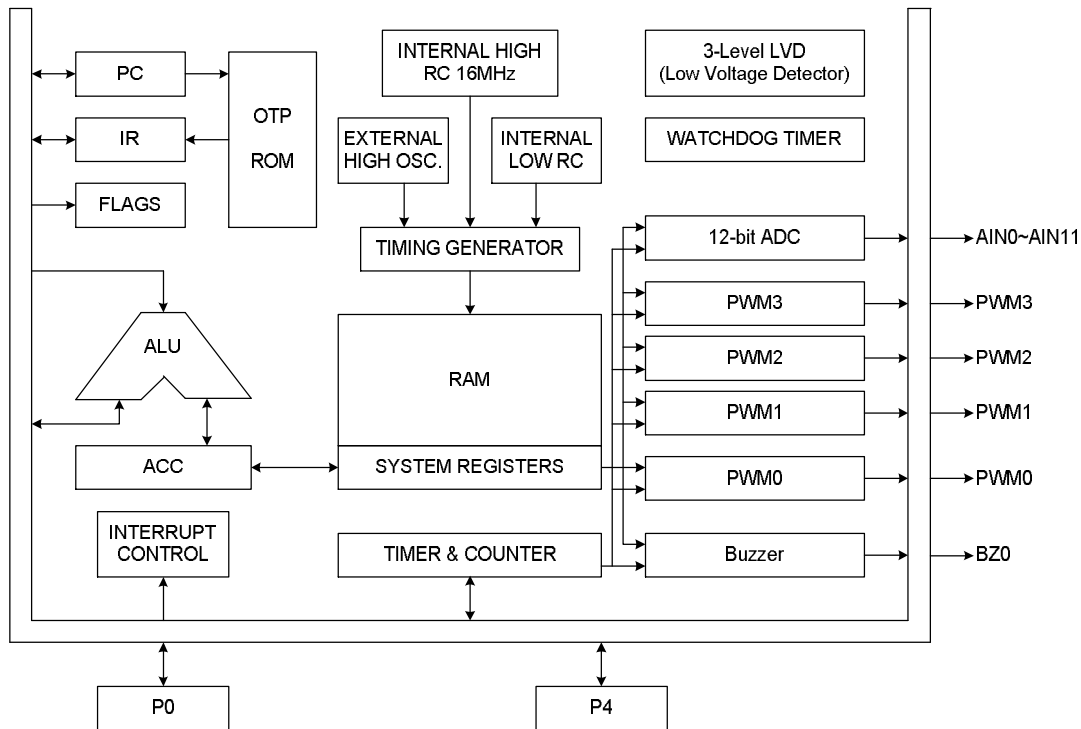 PC
IR
FLAGS
OTP
ROM
INTERNAL HIGH
RC 16MHz
EXTERNAL
HIGH OSC.
INTERNAL
LOW RC
TIMING GENERATOR
3-Level LVD
(Low Voltage Detector)
WATCHDOG TIMER
12-bit ADC
AIN0~AIN11
PWM3
PWM3
PWM2
PWM2
PWM1
PWM1
PWM0
PWM0
Buzzer
BZ0
ALU
RAM
ACC
SYSTEM REGISTERS
INTERRUPT
CONTROL
TIMER & COUNTER
P0
P4